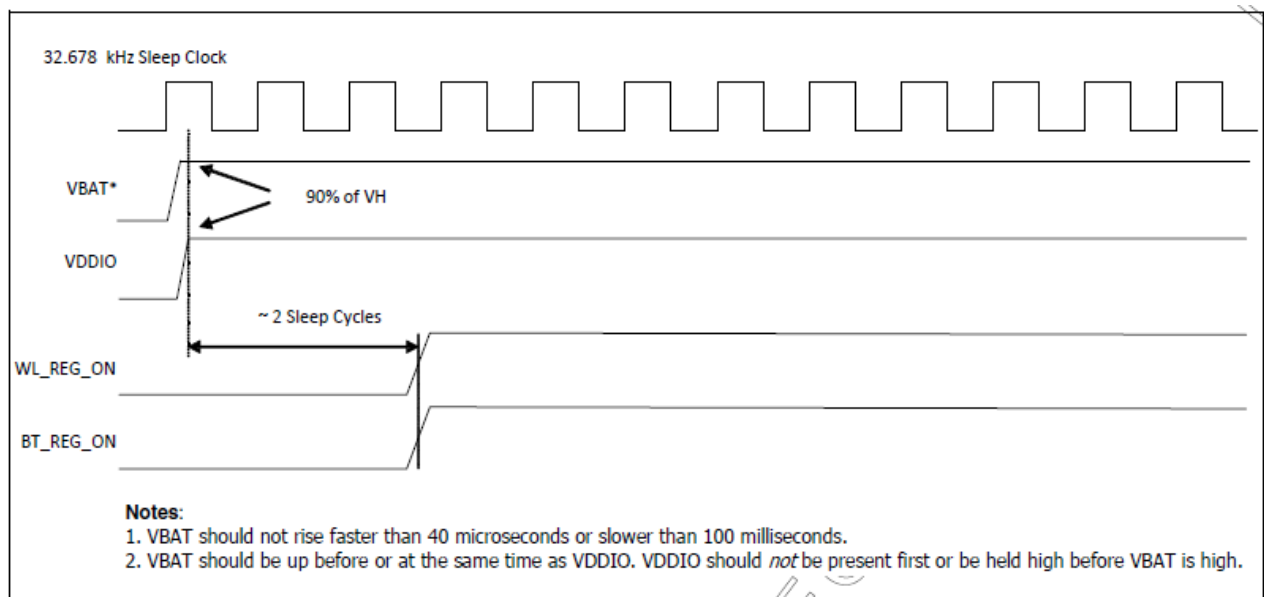 32.678 kHz Sleep Clock
VBAT*
90% of VH
VDDIO
~ 2 Sleep Cycles
WL_REG_ON
BT_REG_ON
Notes:
1. VBAT should not rise faster than 40 microseconds or slower than 100 milliseconds.
2. VBAT should be up before or at the same time as VDDIO. VDDIO should not be present first or be held high before VBAT is high.